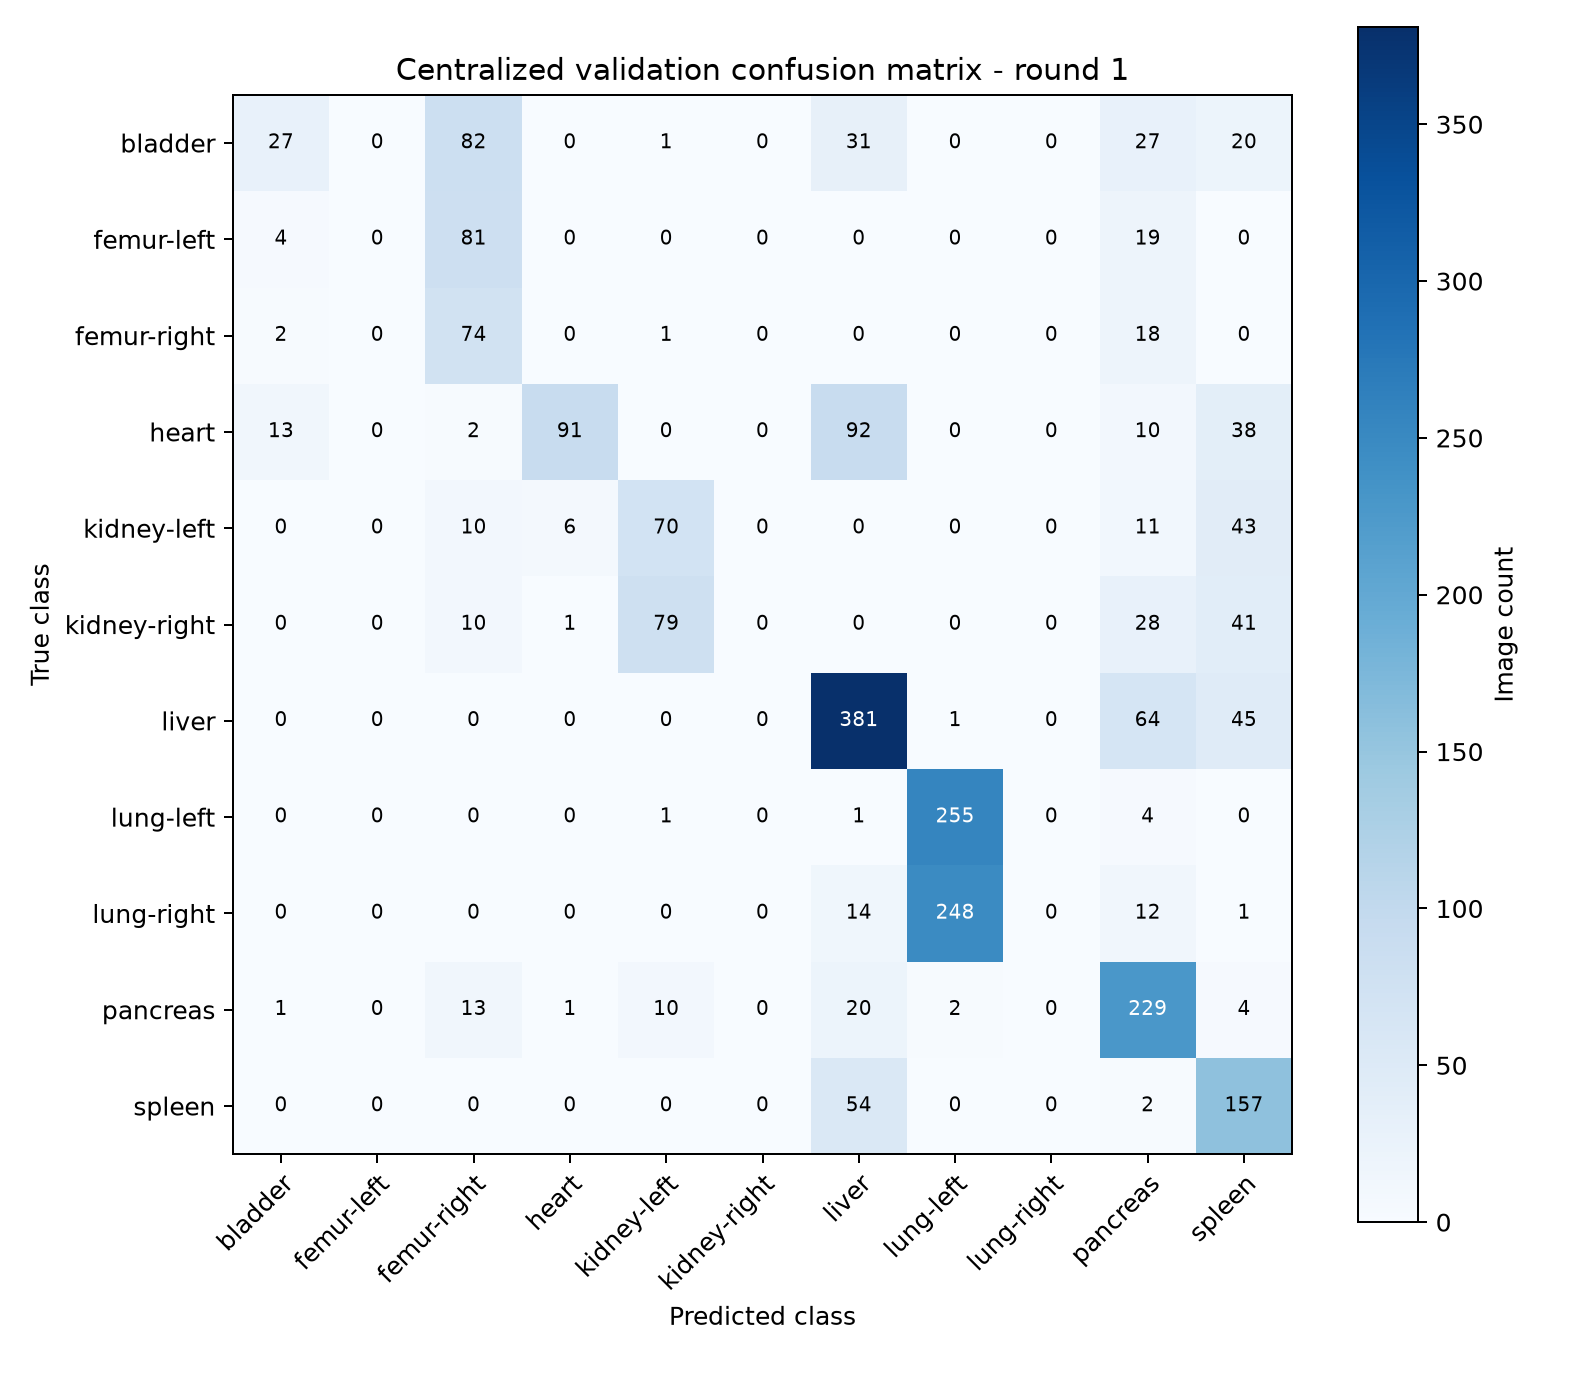 Centralized validation confusion matrix - round 1
bladder 27 0 82 0 1 0 31 0 0 27 20
femur-left 4 0 81 0 0 0 0 0 0 19 0
femur-right 2 0 74 0 1 0 0 0 0 18 0
heart 13 0 2 91 0 0 92 0 0 10 38
kidney-left 0 0 10 6 70 0 0 0 0 11 43
kidney-right 0 0 10 1 79 0 0 0 0 28 41
liver 0 0 0 0 0 0 381 1 0 64 45
lung-left 0 0 0 0 1 0 1 255 0 4 0
lung-right 0 0 0 0 0 0 14 248 0 12 1
pancreas 1 0 13 1 10 0 20 2 0 229 4
spleen 0 0 0 0 0 0 54 0 0 2 157
bladder femur-left femur-right heart kidney-left kidney-right liver lung-left lung-right pancreas spleen
Predicted class
True class
350
300
250
200
150
100
50
0
Image count